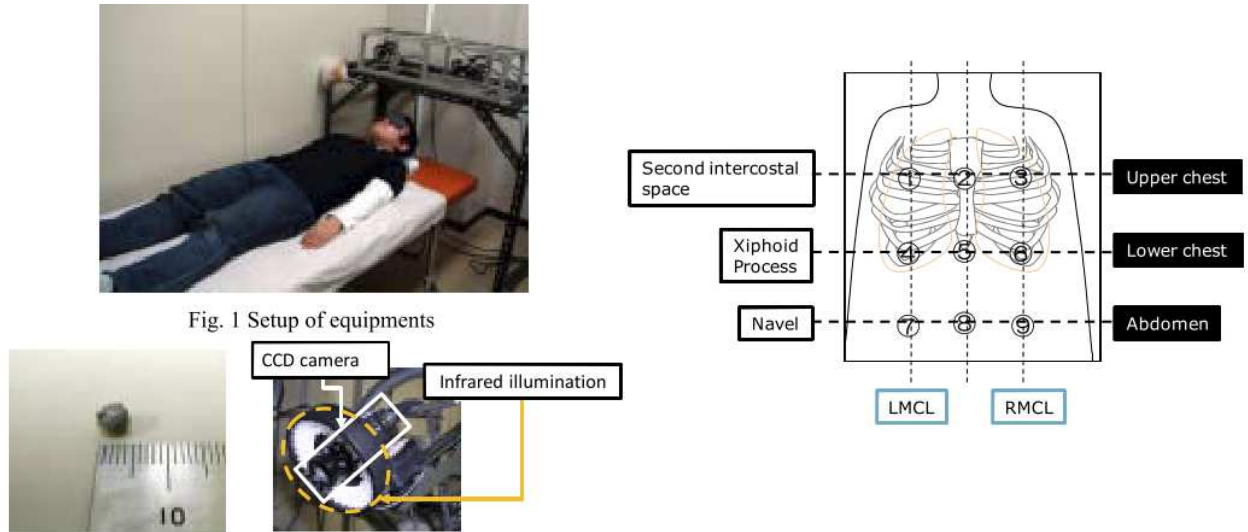 Fig. 1 Setup of equipments
CCD camera
Infrared illumination
10
Second intercostal
space
Xiphoid
Process
Navel
1
2
3
4
5
6
7
8
9
Upper chest
Lower chest
Abdomen
LMCL
RMCL